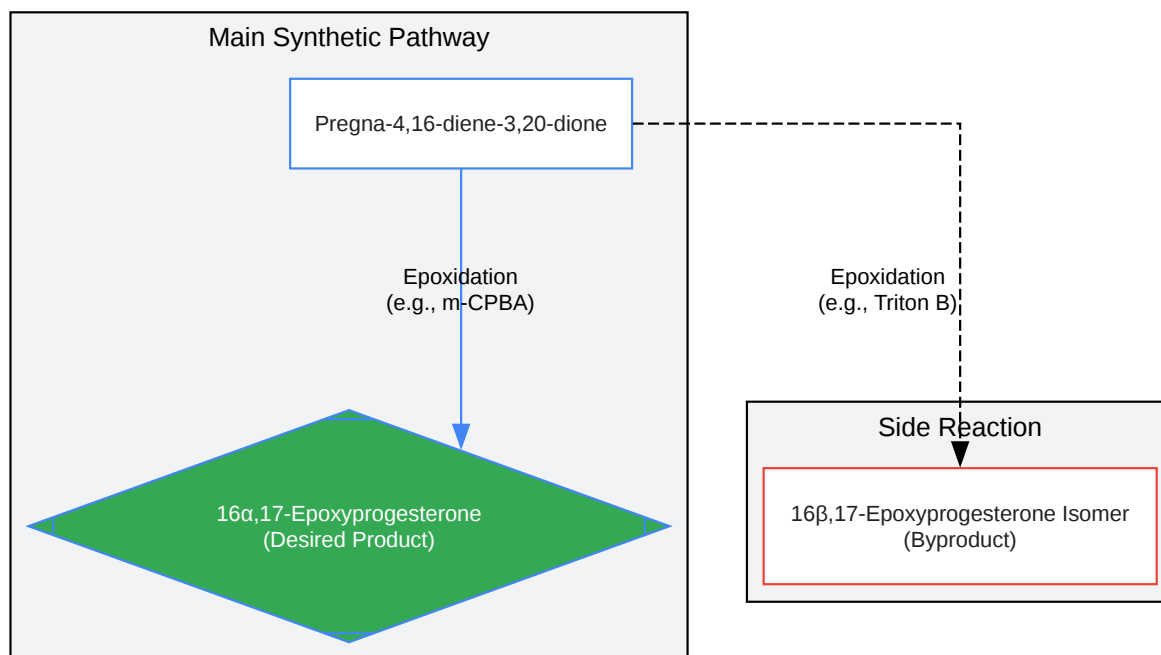 Main Synthetic Pathway
Pregna-4,16-diene-3,20-dione
Epoxidation
(e.g., m-CPBA)
Epoxidation
(e.g., Triton B)
16α,17-Epoxyprogesterone
(Desired Product)
Side Reaction
16β,17-Epoxyprogesterone Isomer
(Byproduct)